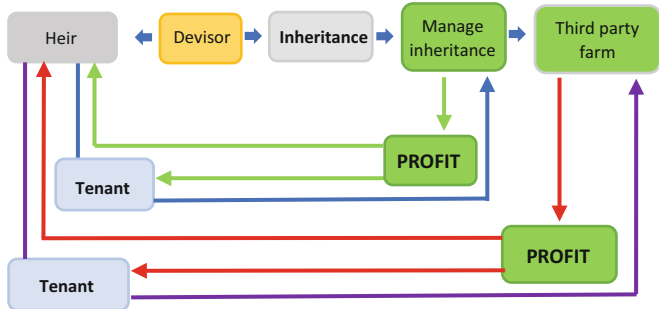 Heir
Devisor
Inheritance
Manage
inheritance
Third party
farm
PROFIT
Tenant
PROFIT
Tenant